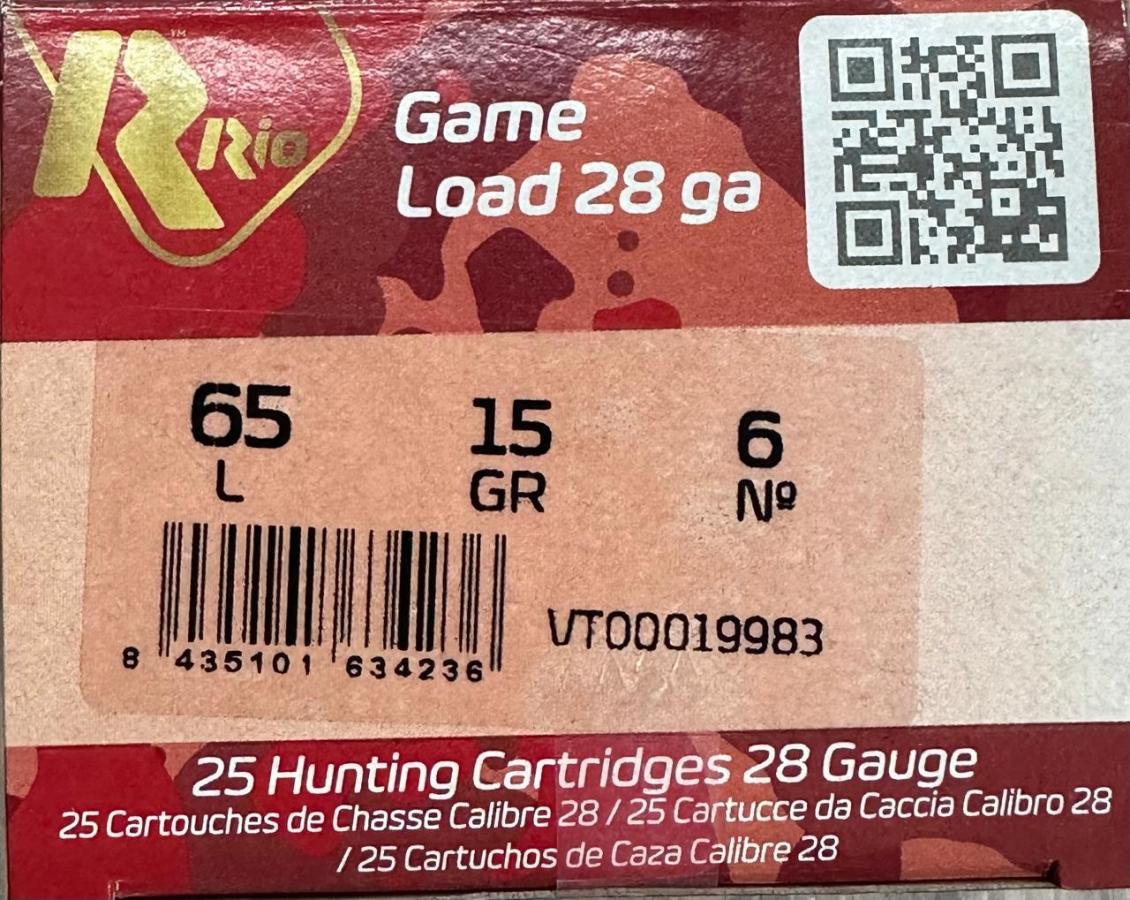 R™
Rio
Game
Load 28 ga
65
L
15
GR
6
Nº
8 435101 634236
VT00019983
25 Hunting Cartridges 28 Gauge
25 Cartouches de Chasse Calibre 28 / 25 Cartucce da Caccia Calibro 28
/ 25 Cartuchos de Caza Calibre 28